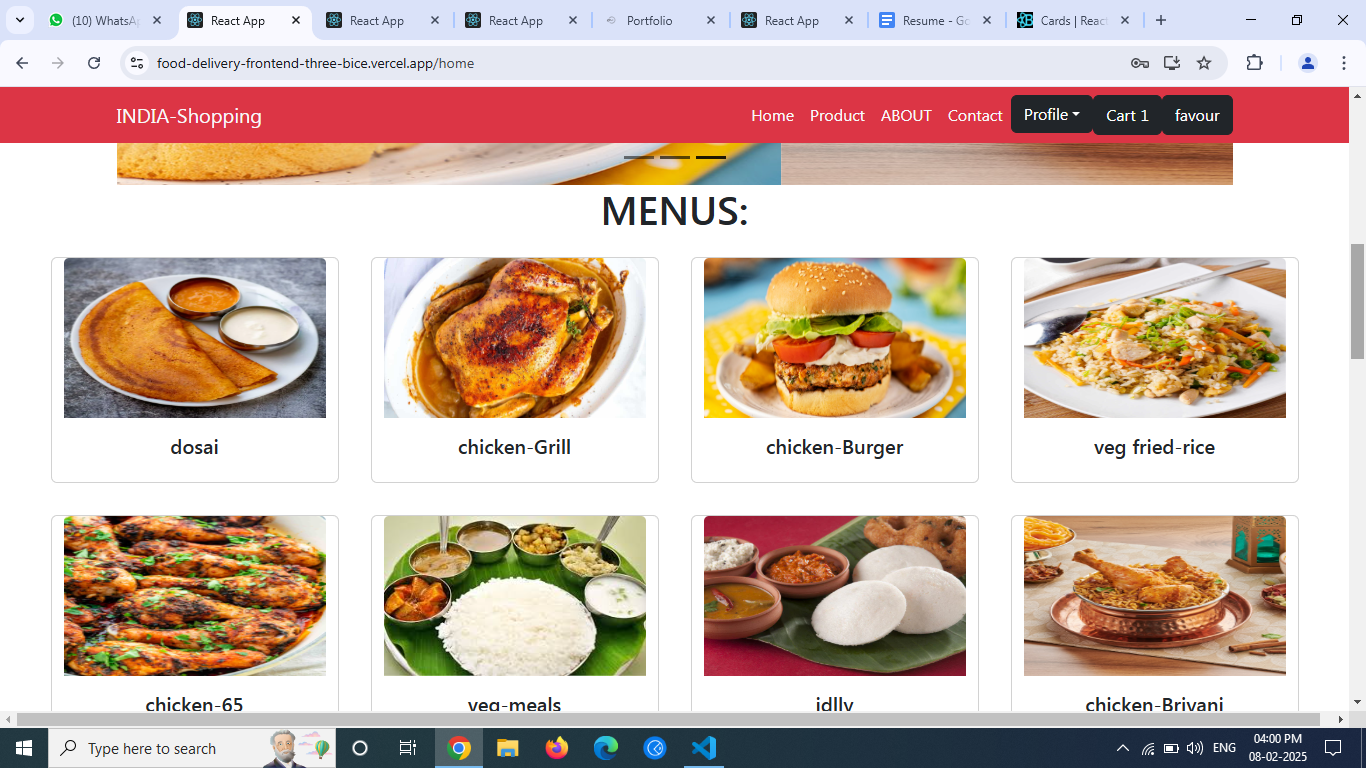 (10) WhatsA
React App
React App
React App
Portfolio
React App
Resume - Go
Cards | React
food-delivery-frontend-three-bice.vercel.app/home
INDIA-Shopping
Home
Product
ABOUT
Contact
Profile
Cart 1
favour
MENUS:
dosai
chicken-Grill
chicken-Burger
veg fried-rice
chicken-65
veg-meals
idlly
chicken-Briyani
Type here to search
ENG
04:00 PM
08-02-2025